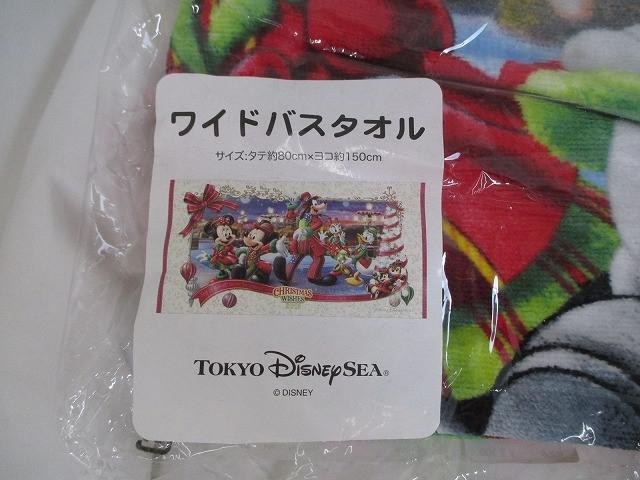 ワイドバスタオル
サイズ:タテ約80cm×ヨコ約150cm
CHRISTMAS
WISHES
TOKYO DISNEYSEA®
© DISNEY